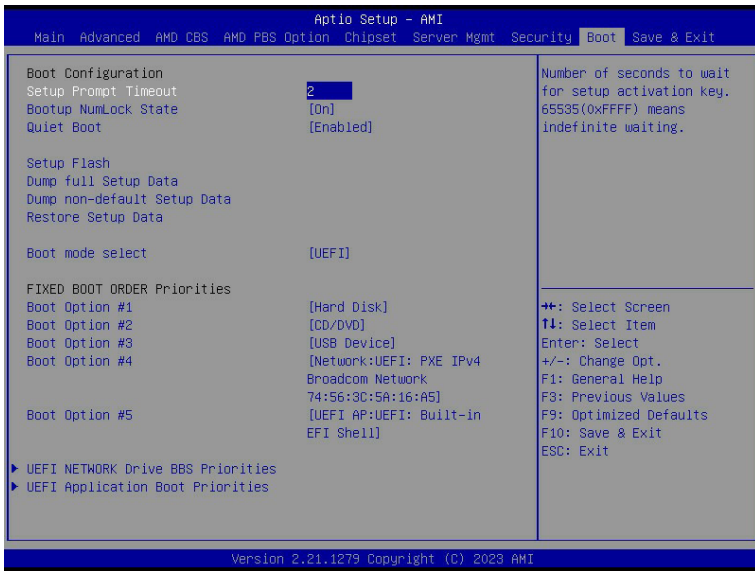 Aptio Setup – AMI
Main Advanced AMD CBS AMD PBS Option Chipset Server Mgmt Security Boot Save & Exit
Boot Configuration
Setup Prompt Timeout 2
Bootup NumLock State [On]
Quiet Boot [Enabled]
Setup Flash
Dump full Setup Data
Dump non-default Setup Data
Restore Setup Data
Boot mode select [UEFI]
FIXED BOOT ORDER Priorities
Boot Option #1 [Hard Disk]
Boot Option #2 [CD/DVD]
Boot Option #3 [USB Device]
Boot Option #4 [Network:UEFI: PXE IPv4
Broadcom Network
74:56:3C:5A:16:A5]
Boot Option #5 [UEFI AP:UEFI: Built-in
EFI Shell]
UEFI NETWORK Drive BBS Priorities
UEFI Application Boot Priorities
Number of seconds to wait
for setup activation key.
65535(0xFFFF) means
indefinite waiting.
→←: Select Screen
↑↓: Select Item
Enter: Select
+/-: Change Opt.
F1: General Help
F3: Previous Values
F9: Optimized Defaults
F10: Save & Exit
ESC: Exit
Version 2.21.1279 Copyright (C) 2023 AMI